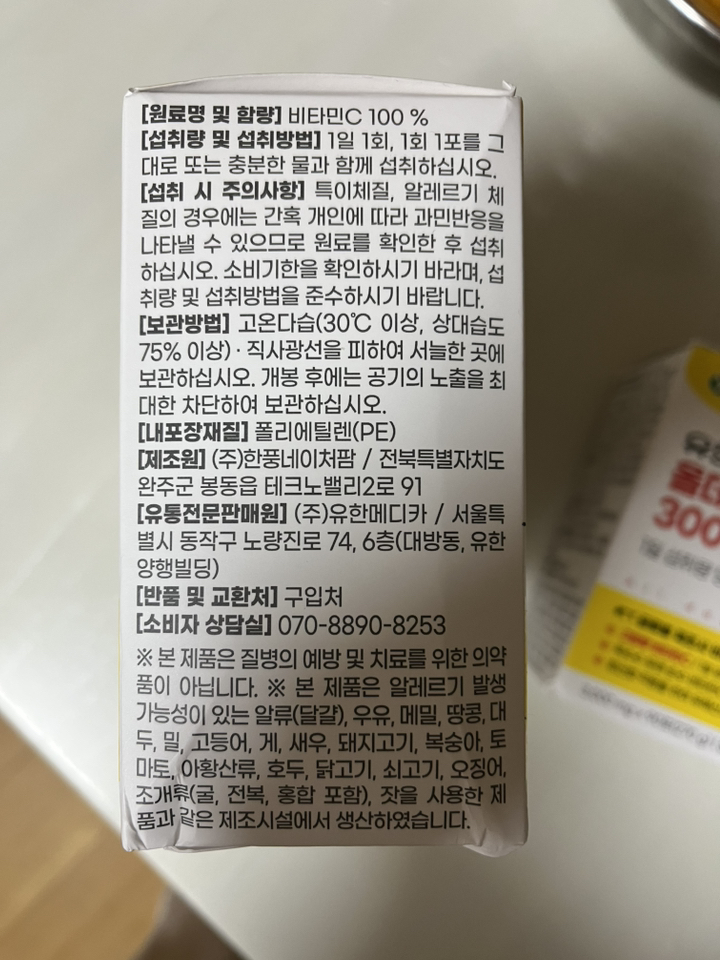 [원료명 및 함량] 비타민C 100 %
[섭취량 및 섭취방법] 1일 1회, 1회 1포를 그
대로 또는 충분한 물과 함께 섭취하십시오.
[섭취 시 주의사항] 특이체질, 알레르기 체
질의 경우에는 간혹 개인에 따라 과민반응을
나타낼 수 있으므로 원료를 확인한 후 섭취
하십시오. 소비기한을 확인하시기 바라며, 섭
취량 및 섭취방법을 준수하시기 바랍니다.
[보관방법] 고온다습(30℃ 이상, 상대습도
75% 이상) · 직사광선을 피하여 서늘한 곳에
보관하십시오. 개봉 후에는 공기의 노출을 최
대한 차단하여 보관하십시오.
[내포장재질] 폴리에틸렌(PE)
[제조원] (주)한풍네이처팜 / 전북특별자치도
완주군 봉동읍 테크노밸리2로 91
[유통전문판매원] (주)유한메디카 / 서울특
별시 동작구 노량진로 74, 6층(대방동, 유한
양행빌딩)
[반품 및 교환처] 구입처
[소비자 상담실] 070-8890-8253
※ 본 제품은 질병의 예방 및 치료를 위한 의약
품이 아닙니다. ※ 본 제품은 알레르기 발생
가능성이 있는 알류(달걀), 우유, 메밀, 땅콩, 대
두, 밀, 고등어, 게, 새우, 돼지고기, 복숭아, 토
마토, 아황산류, 호두, 닭고기, 쇠고기, 오징어,
조개류(굴, 전복, 홍합 포함), 잣을 사용한 제
품과 같은 제조시설에서 생산하였습니다.
300